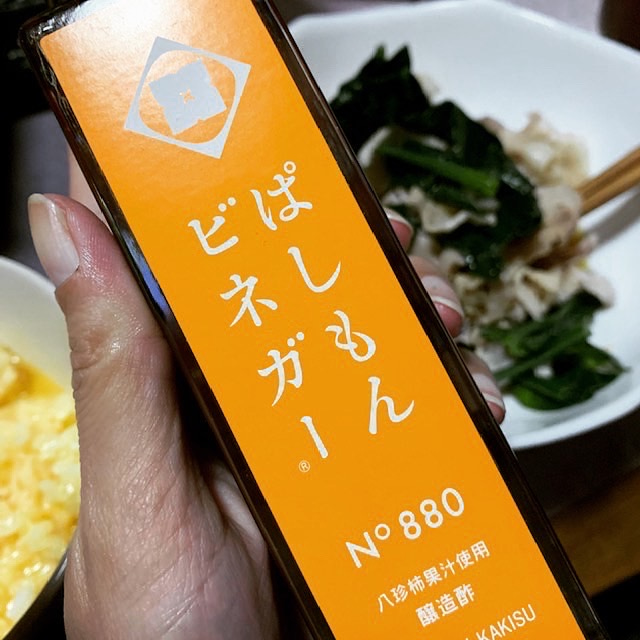 ぱしもん
ビネガー®
Nº 880
八珍柿果汁使用
醸造酢
KAKISU